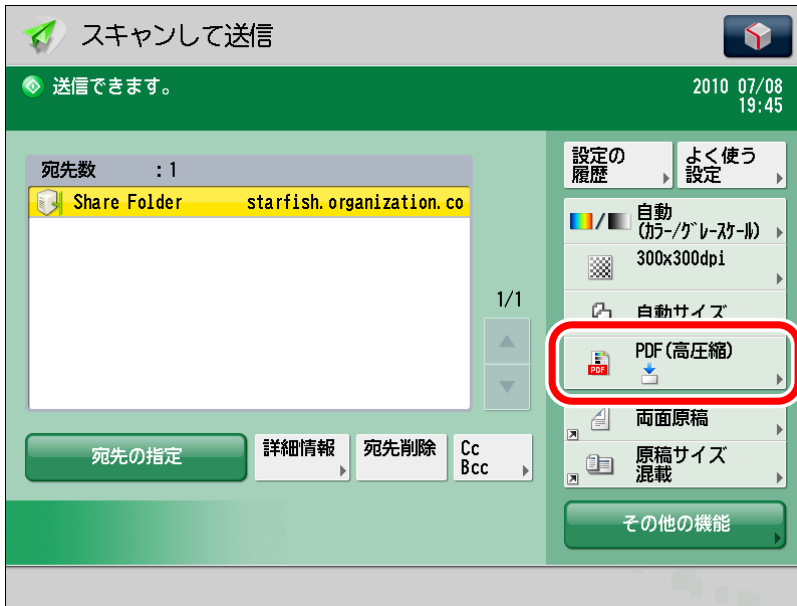 スキャンして送信
送信できます。
2010 07/08
19:45
宛先数 :1
Share Folder starfish.organization.co
1/1
宛先の指定
詳細情報
宛先削除
Cc
Bcc
設定の
履歴
よく使う
設定
自動
(ｶﾗｰ/ｸﾞﾚｰｽｹｰﾙ)
300x300dpi
自動サイズ
PDF(高圧縮)
PDF
両面原稿
原稿サイズ
混載
その他の機能